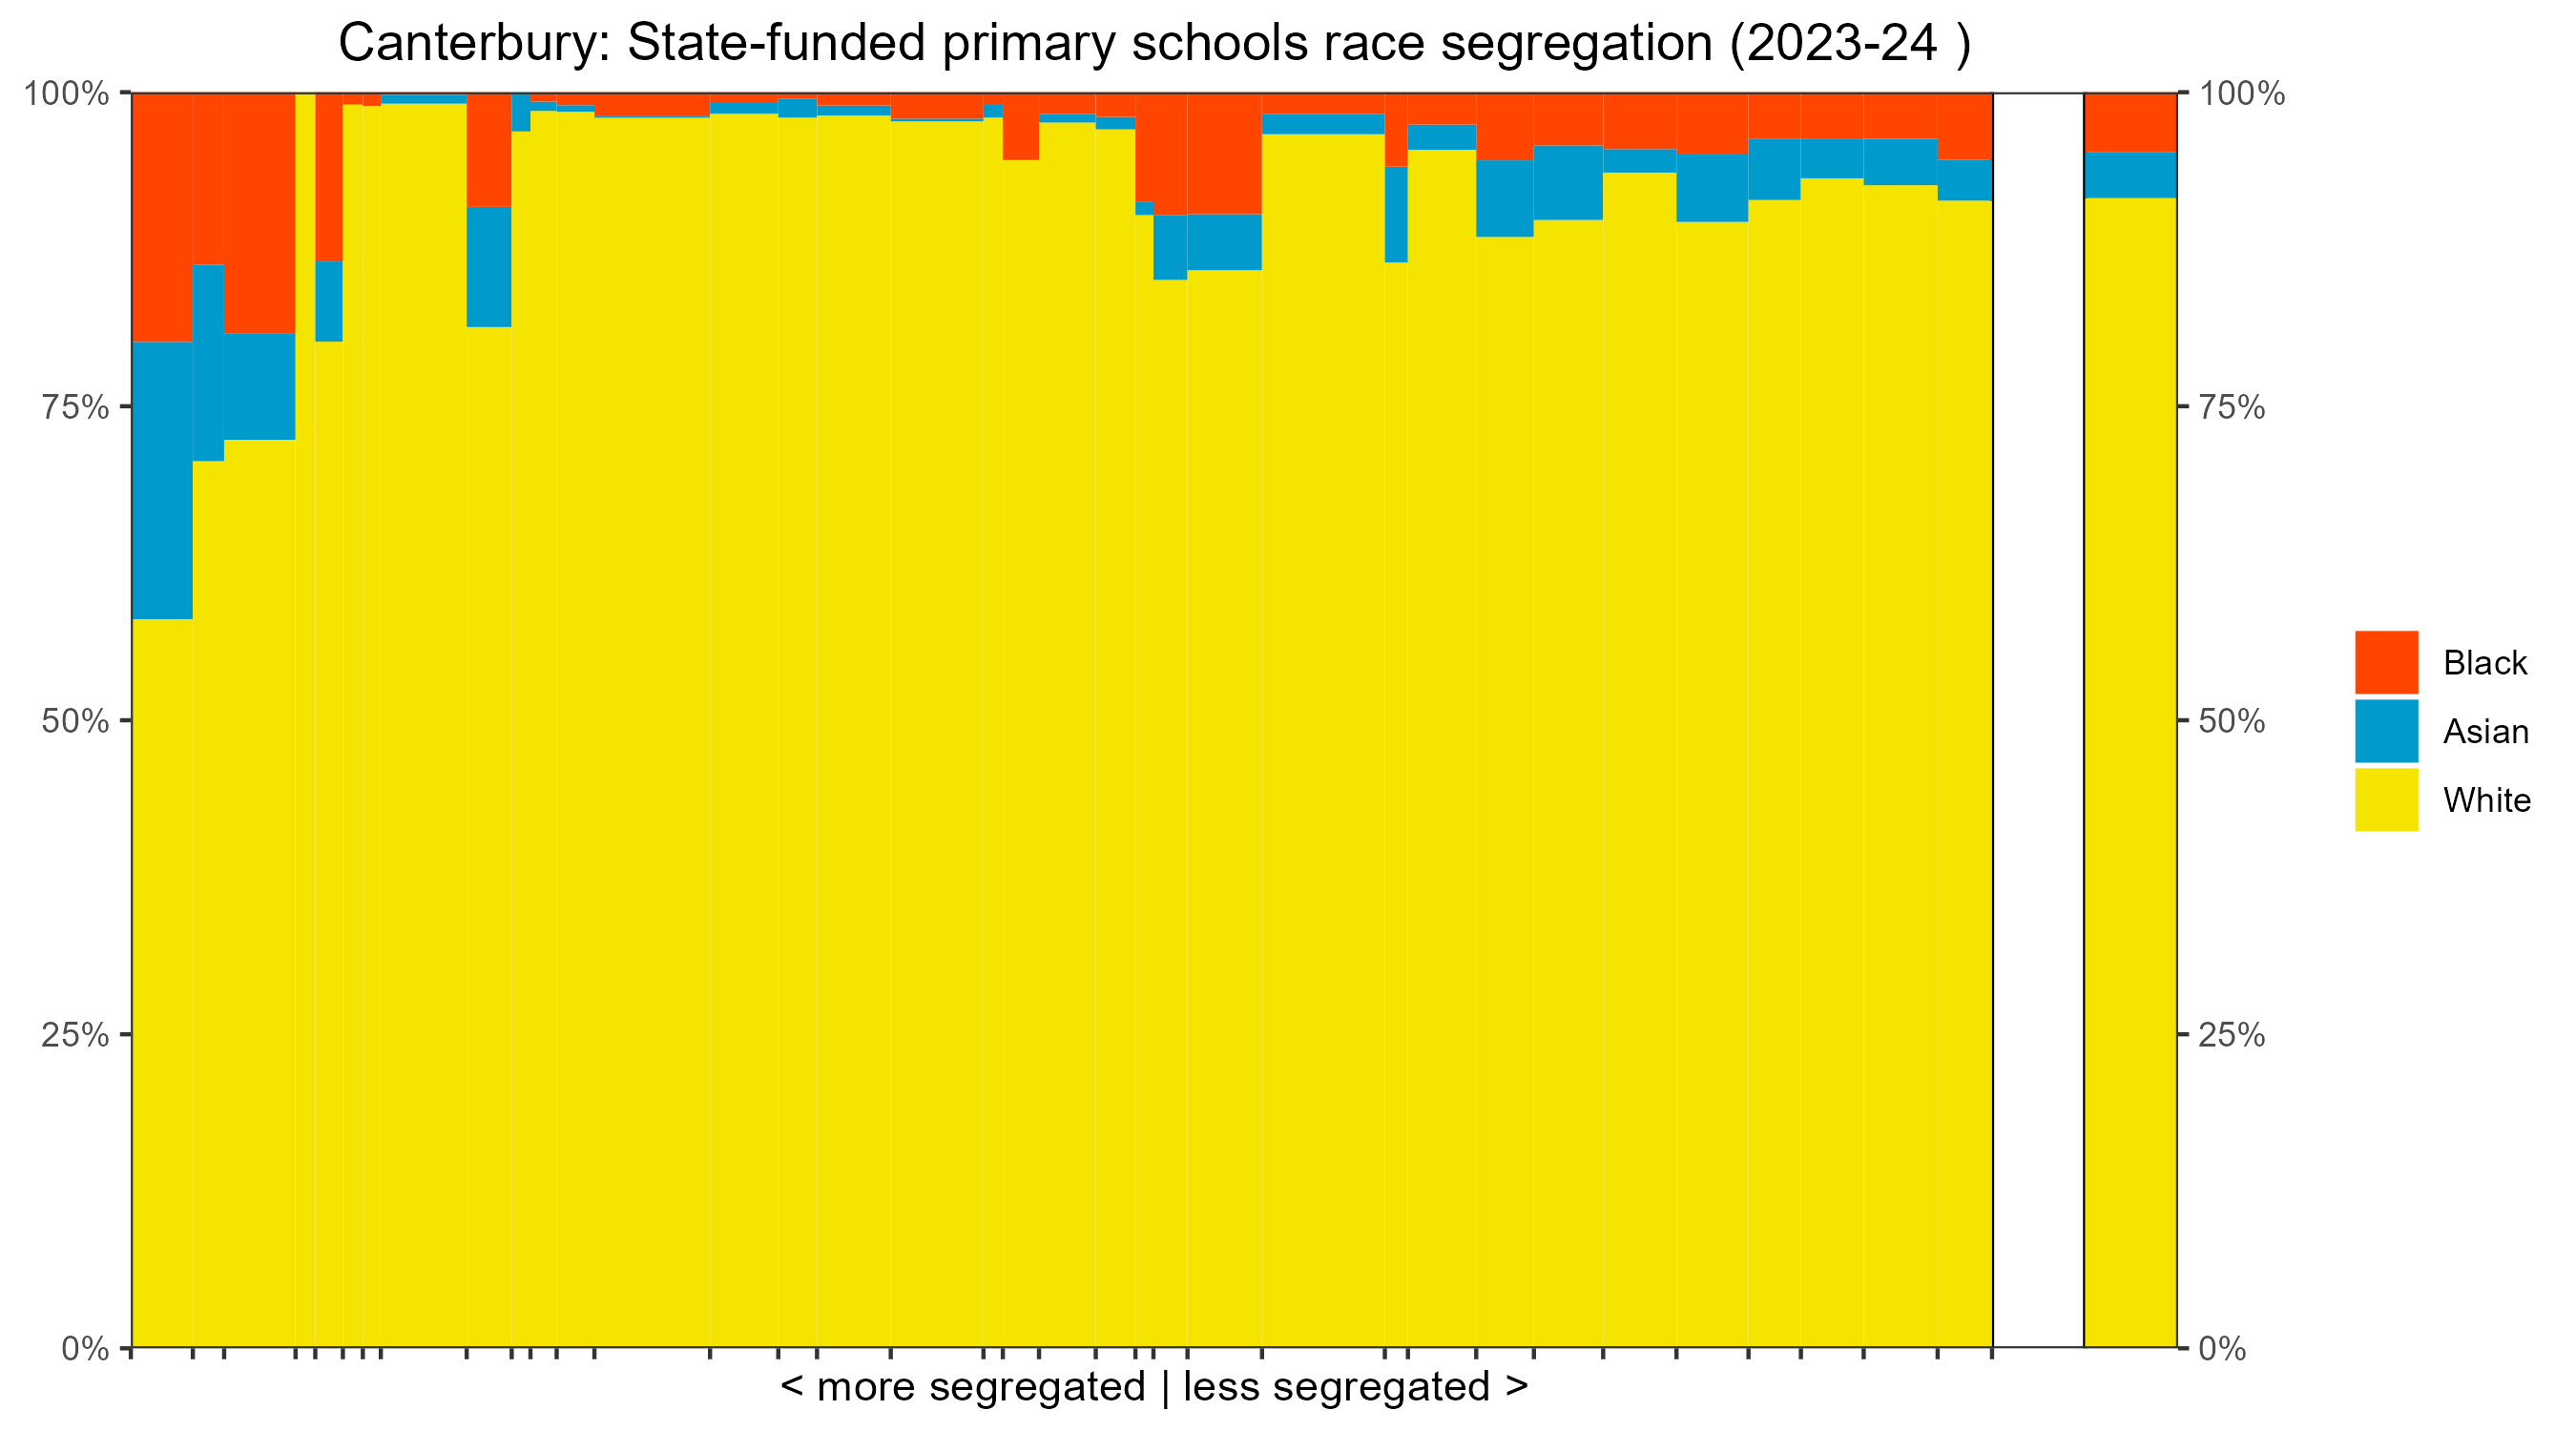 Canterbury: State-funded primary schools race segregation (2023-24 )
100%
75%
50%
25%
0%
100%
75%
50%
25%
0%
Black
Asian
White
< more segregated | less segregated >